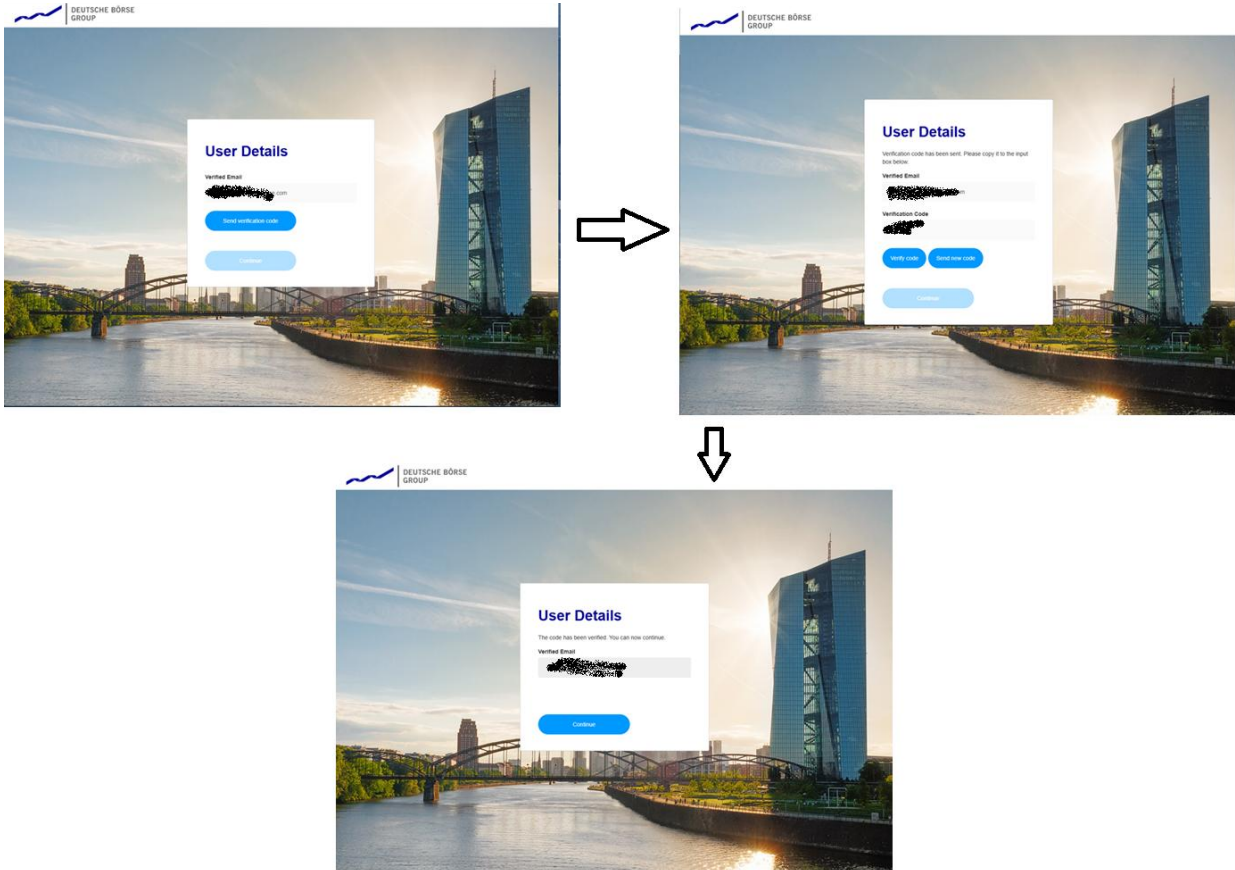 DEUTSCHE BÖRSE
GROUP
User Details
Verified Email
com
Send verification code
Continue
DEUTSCHE BÖRSE
GROUP
User Details
Verification code has been sent. Please copy it to the input
box below.
Verified Email
Verification Code
Verify code Send new code
Continue
DEUTSCHE BÖRSE
GROUP
User Details
The code has been verified. You can now continue.
Verified Email
Continue